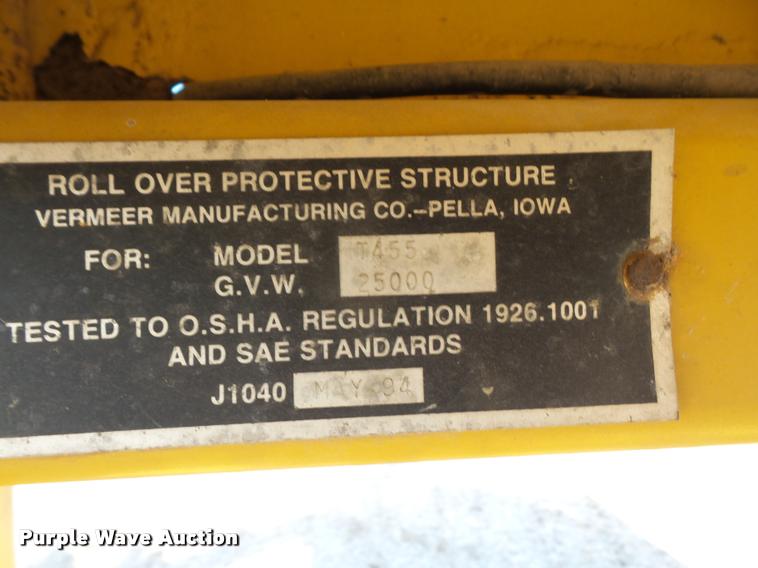 ROLL OVER PROTECTIVE STRUCTURE
VERMEER MANUFACTURING CO.-PELLA, IOWA
FOR: MODEL T455
G.V.W. 25000
TESTED TO O.S.H.A. REGULATION 1926.1001
AND SAE STANDARDS
J1040 MAY 94
Purple Wave Auction